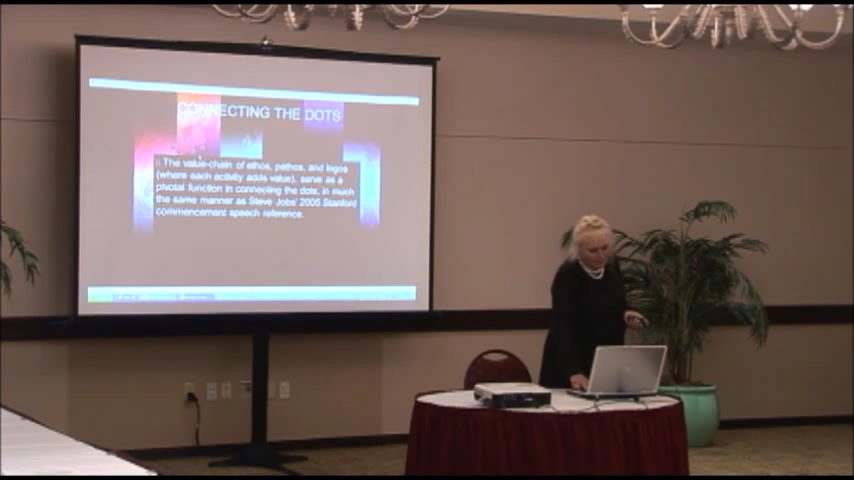 CONNECTING THE DOTS
The value-chain of ethos, pathos, and logos
(where each activity adds value), serve as a
pivotal function in connecting the dots, in much
the same manner as Steve Jobs' 2005 Stanford
commencement speech reference.